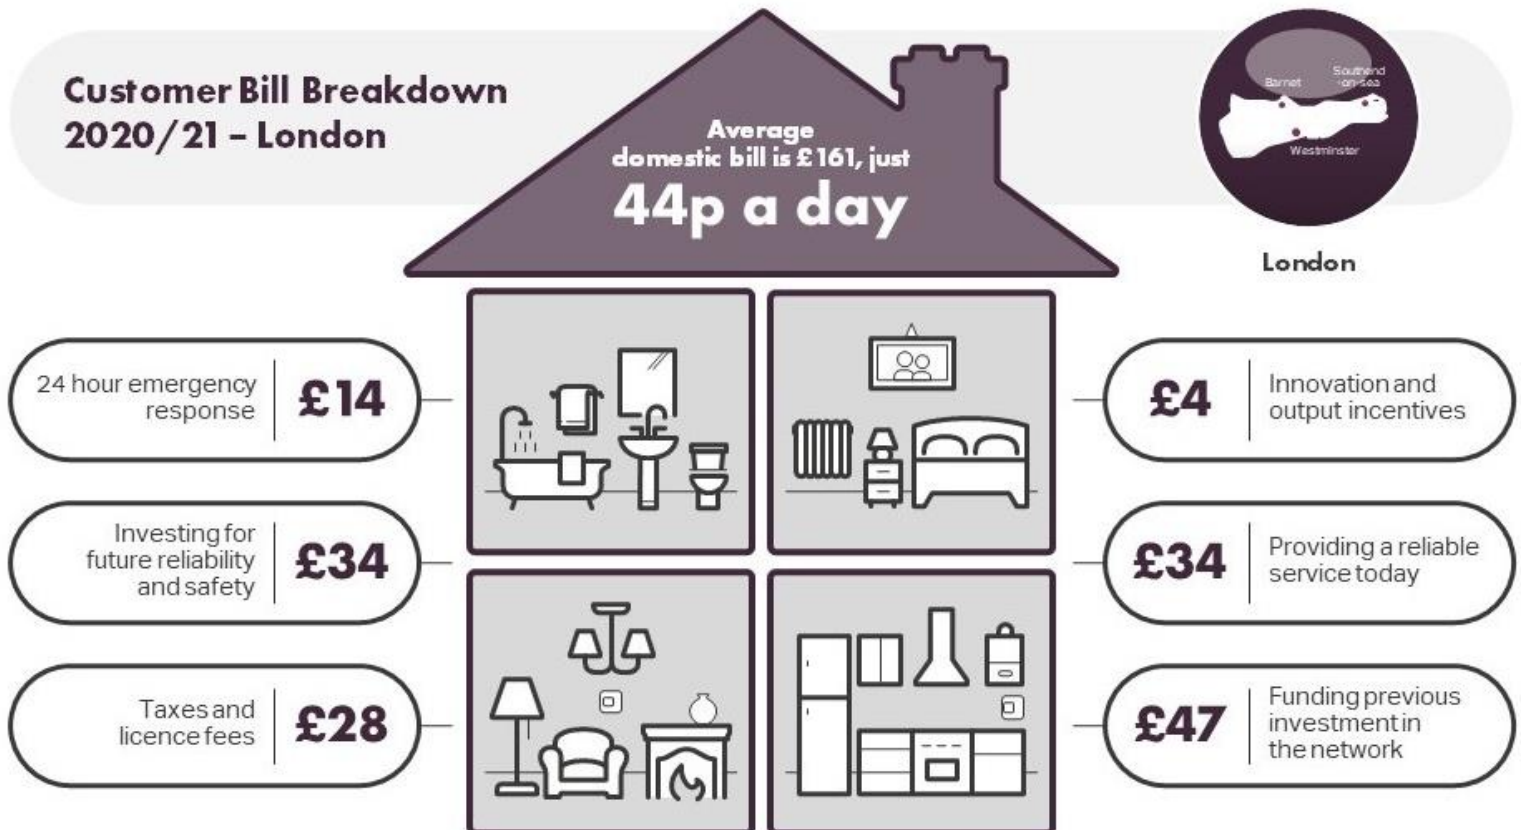 Customer Bill Breakdown
2020/21 – London
Average
domestic bill is £161, just
44p a day
Barnet
Southend
-on-sea
Westminster
London
24 hour emergency
response
£14
Investing for
future reliability
and safety
£34
Taxes and
licence fees
£28
£4
Innovation and
output incentives
£34
Providing a reliable
service today
£47
Funding previous
investment in
the network